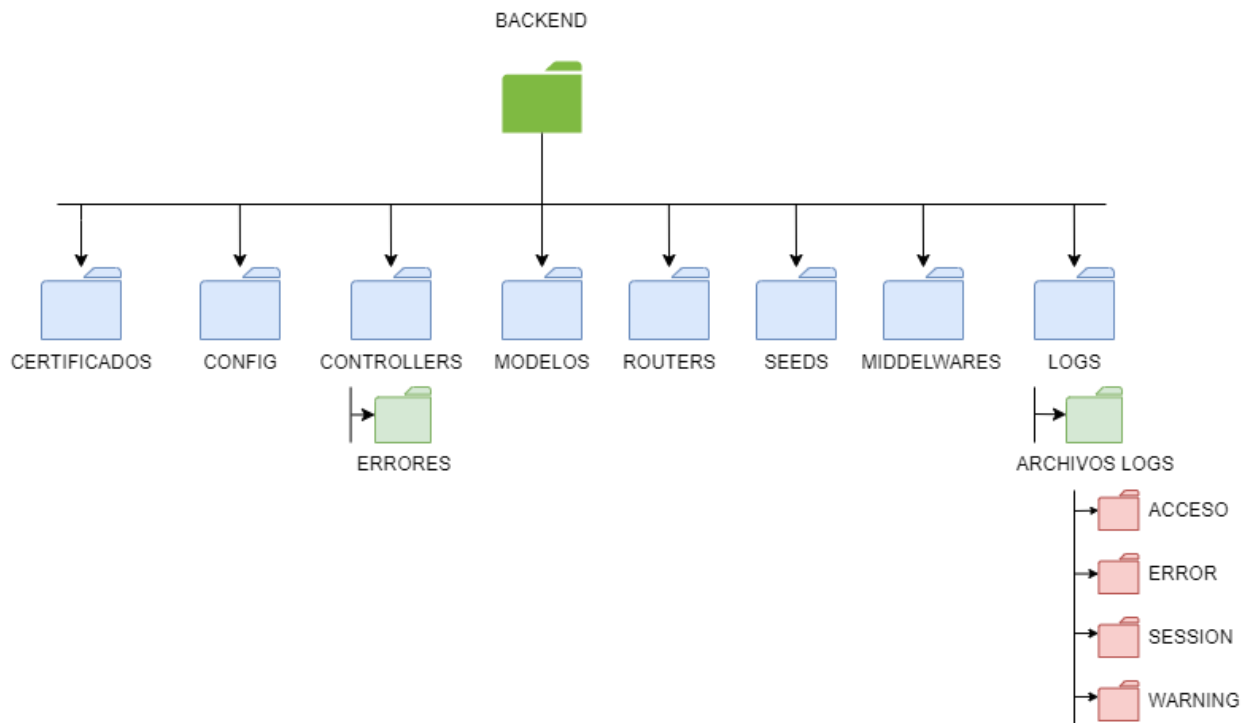 BACKEND
CERTIFICADOS
CONFIG
CONTROLLERS
MODELOS
ROUTERS
SEEDS
MIDDELWARES
LOGS
ERRORES
ARCHIVOS LOGS
ACCESO
ERROR
SESSION
WARNING